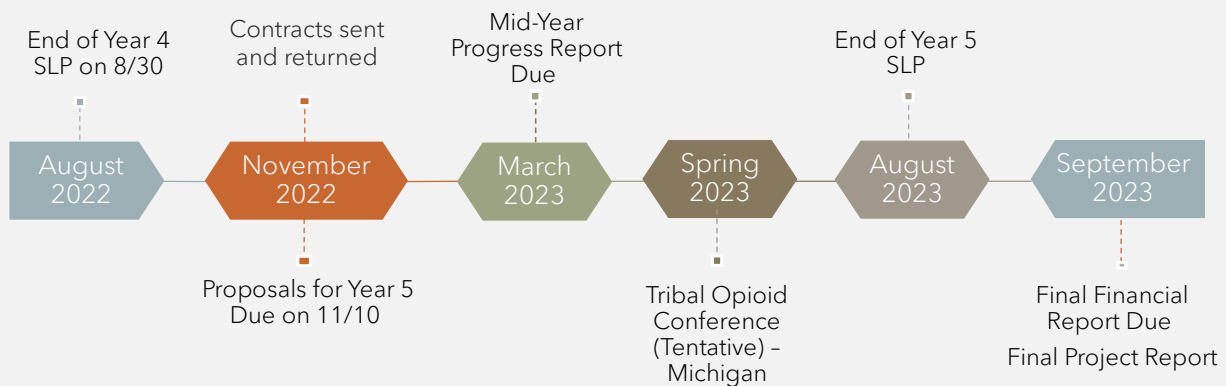 End of Year 4
SLP on 8/30
August
2022
Contracts sent
and returned
November
2022
Proposals for Year 5
Due on 11/10
Mid-Year
Progress Report
Due
March
2023
Spring
2023
Tribal Opioid
Conference
(Tentative) –
Michigan
End of Year 5
SLP
August
2023
September
2023
Final Financial
Report Due
Final Project Report